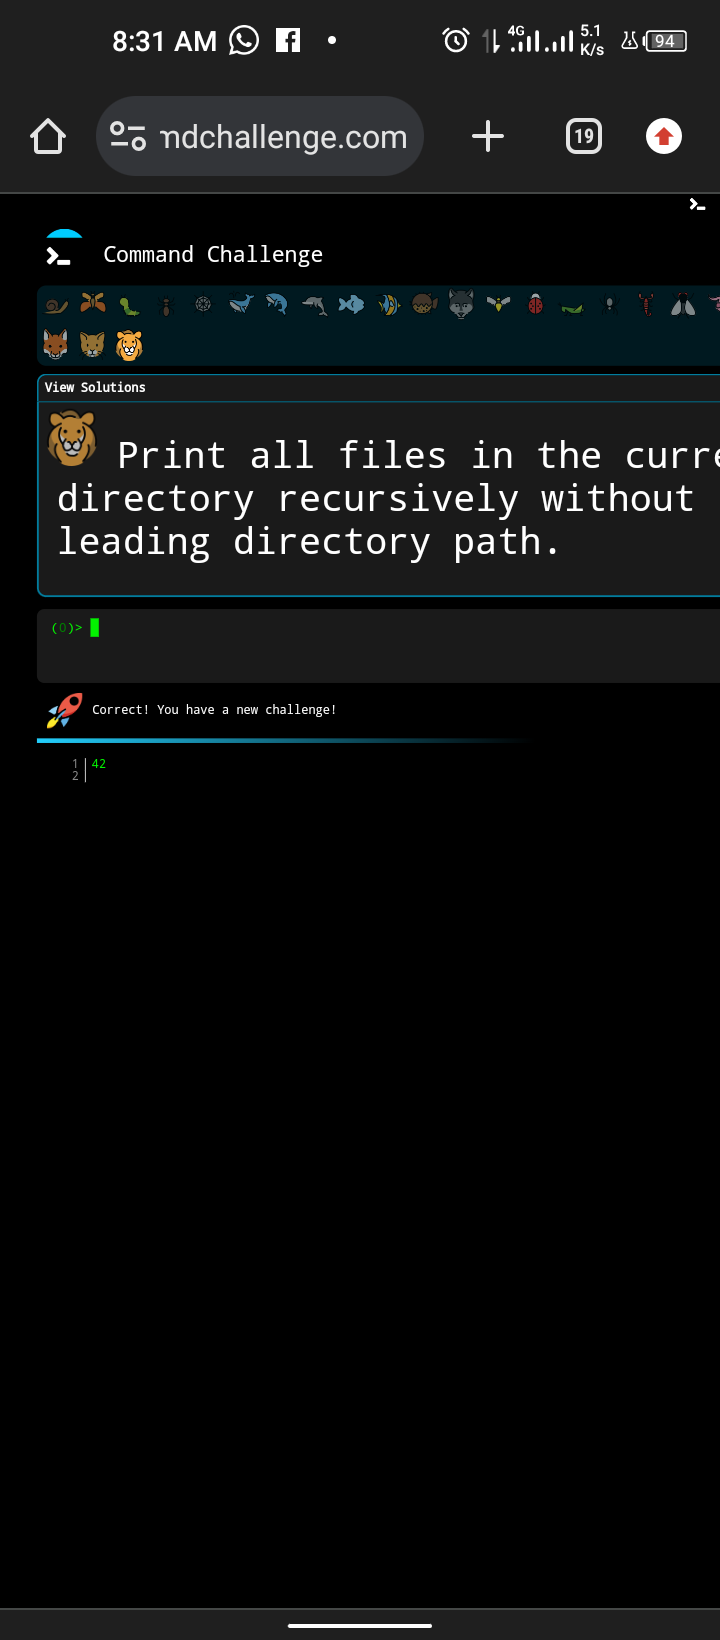 8:31 AM
4G
5.1
K/s
94
mdchallenge.com
19
Command Challenge
View Solutions
Print all files in the curre
directory recursively without
leading directory path.
(0)>
Correct! You have a new challenge!
1 42
2